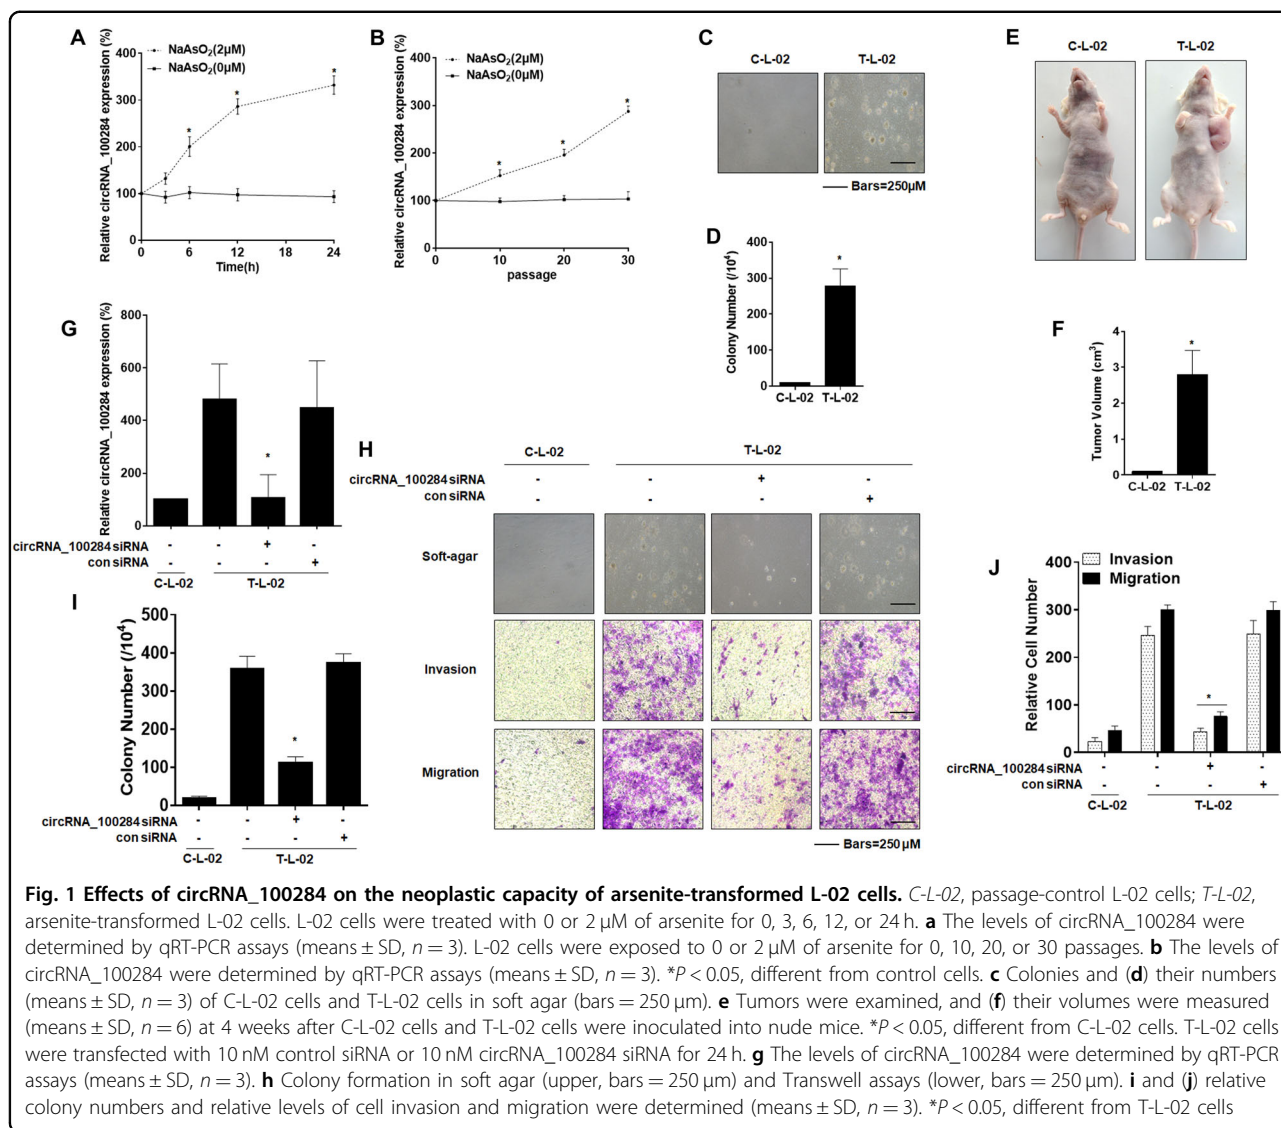 A
NaAsO₂(2μM)
NaAsO₂(0μM)
Relative circRNA_100284 expression (%)
400
300
200
100
0
0 6 12 18 24
Time(h)
* * *
B
NaAsO₂(2μM)
NaAsO₂(0μM)
Relative circRNA_100284 expression (%)
400
300
200
100
0
0 10 20 30
passage
* * *
C
C-L-02 T-L-02
Bars=250μM
D
Colony Number (/10⁴)
400
300
200
100
0
*
C-L-02 T-L-02
E
C-L-02 T-L-02
F
Tumor Volume (cm³)
4
3
2
1
0
*
C-L-02 T-L-02
G
Relative circRNA_100284 expression (%)
800
600
400
200
0
*
circRNA_100284 siRNA - - + -
con siRNA - - - +
C-L-02 T-L-02
H
C-L-02 T-L-02
circRNA_100284 siRNA - - + -
con siRNA - - - +
Soft-agar
Invasion
Migration
Bars=250 μM
I
Colony Number (/10⁴)
500
400
300
200
100
0
*
circRNA_100284 siRNA - - + -
con siRNA - - - +
C-L-02 T-L-02
J
Invasion
Migration
Relative Cell Number
400
300
200
100
0
*
circRNA_100284 siRNA - - + -
con siRNA - - - +
C-L-02 T-L-02
Fig. 1 Effects of circRNA_100284 on the neoplastic capacity of arsenite-transformed L-02 cells. C-L-02, passage-control L-02 cells; T-L-02,
arsenite-transformed L-02 cells. L-02 cells were treated with 0 or 2 μM of arsenite for 0, 3, 6, 12, or 24 h. a The levels of circRNA_100284 were
determined by qRT-PCR assays (means ± SD, n = 3). L-02 cells were exposed to 0 or 2 μM of arsenite for 0, 10, 20, or 30 passages. b The levels of
circRNA_100284 were determined by qRT-PCR assays (means ± SD, n = 3). *P < 0.05, different from control cells. c Colonies and (d) their numbers
(means ± SD, n = 3) of C-L-02 cells and T-L-02 cells in soft agar (bars = 250 μm). e Tumors were examined, and (f) their volumes were measured
(means ± SD, n = 6) at 4 weeks after C-L-02 cells and T-L-02 cells were inoculated into nude mice. *P < 0.05, different from C-L-02 cells. T-L-02 cells
were transfected with 10 nM control siRNA or 10 nM circRNA_100284 siRNA for 24 h. g The levels of circRNA_100284 were determined by qRT-PCR
assays (means ± SD, n = 3). h Colony formation in soft agar (upper, bars = 250 μm) and Transwell assays (lower, bars = 250 μm). i and (j) relative
colony numbers and relative levels of cell invasion and migration were determined (means ± SD, n = 3). *P < 0.05, different from T-L-02 cells